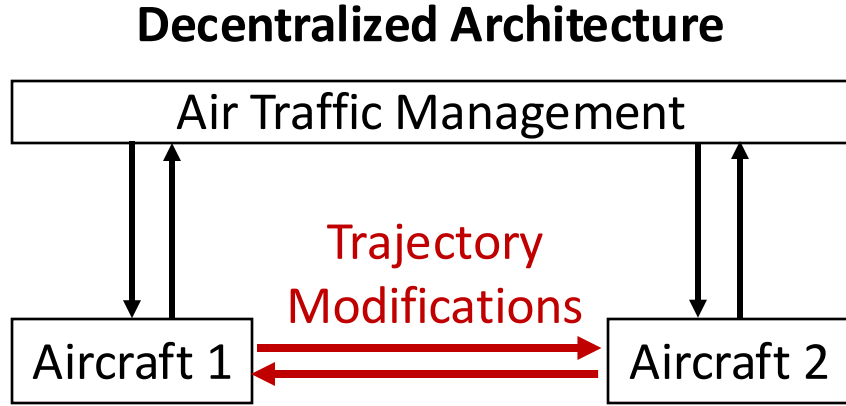 Decentralized Architecture
Air Traffic Management
Trajectory
Modifications
Aircraft 1
Aircraft 2